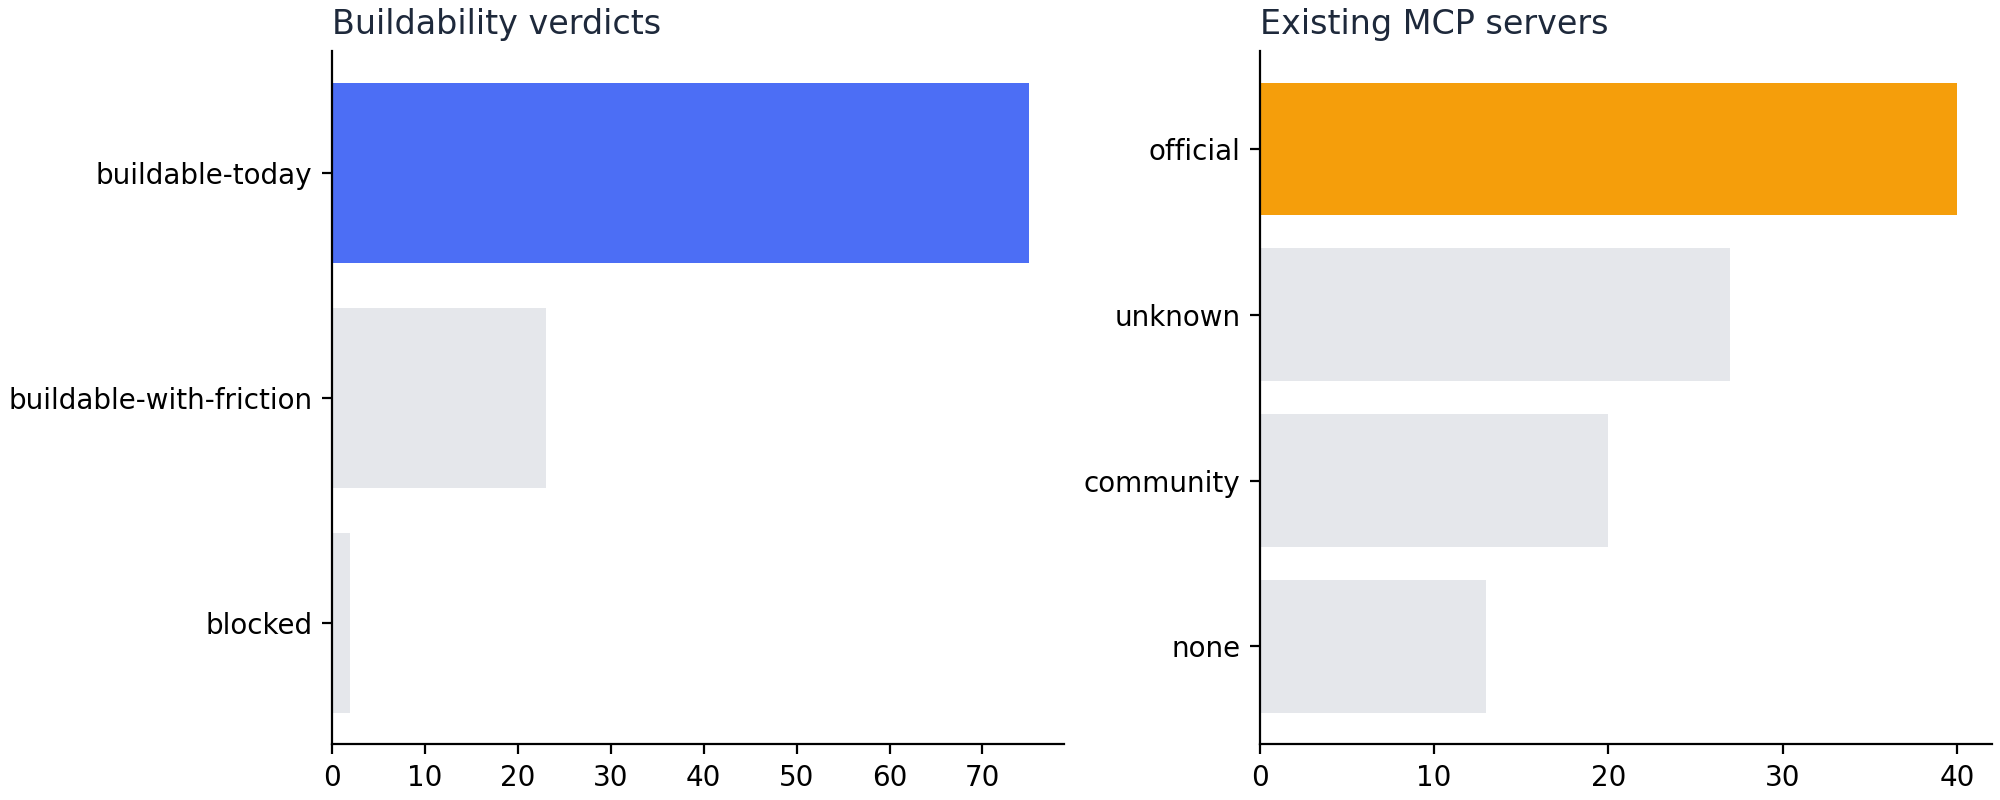 Buildability verdicts
buildable-today
buildable-with-friction
blocked
0 10 20 30 40 50 60 70
Existing MCP servers
official
unknown
community
none
0 10 20 30 40